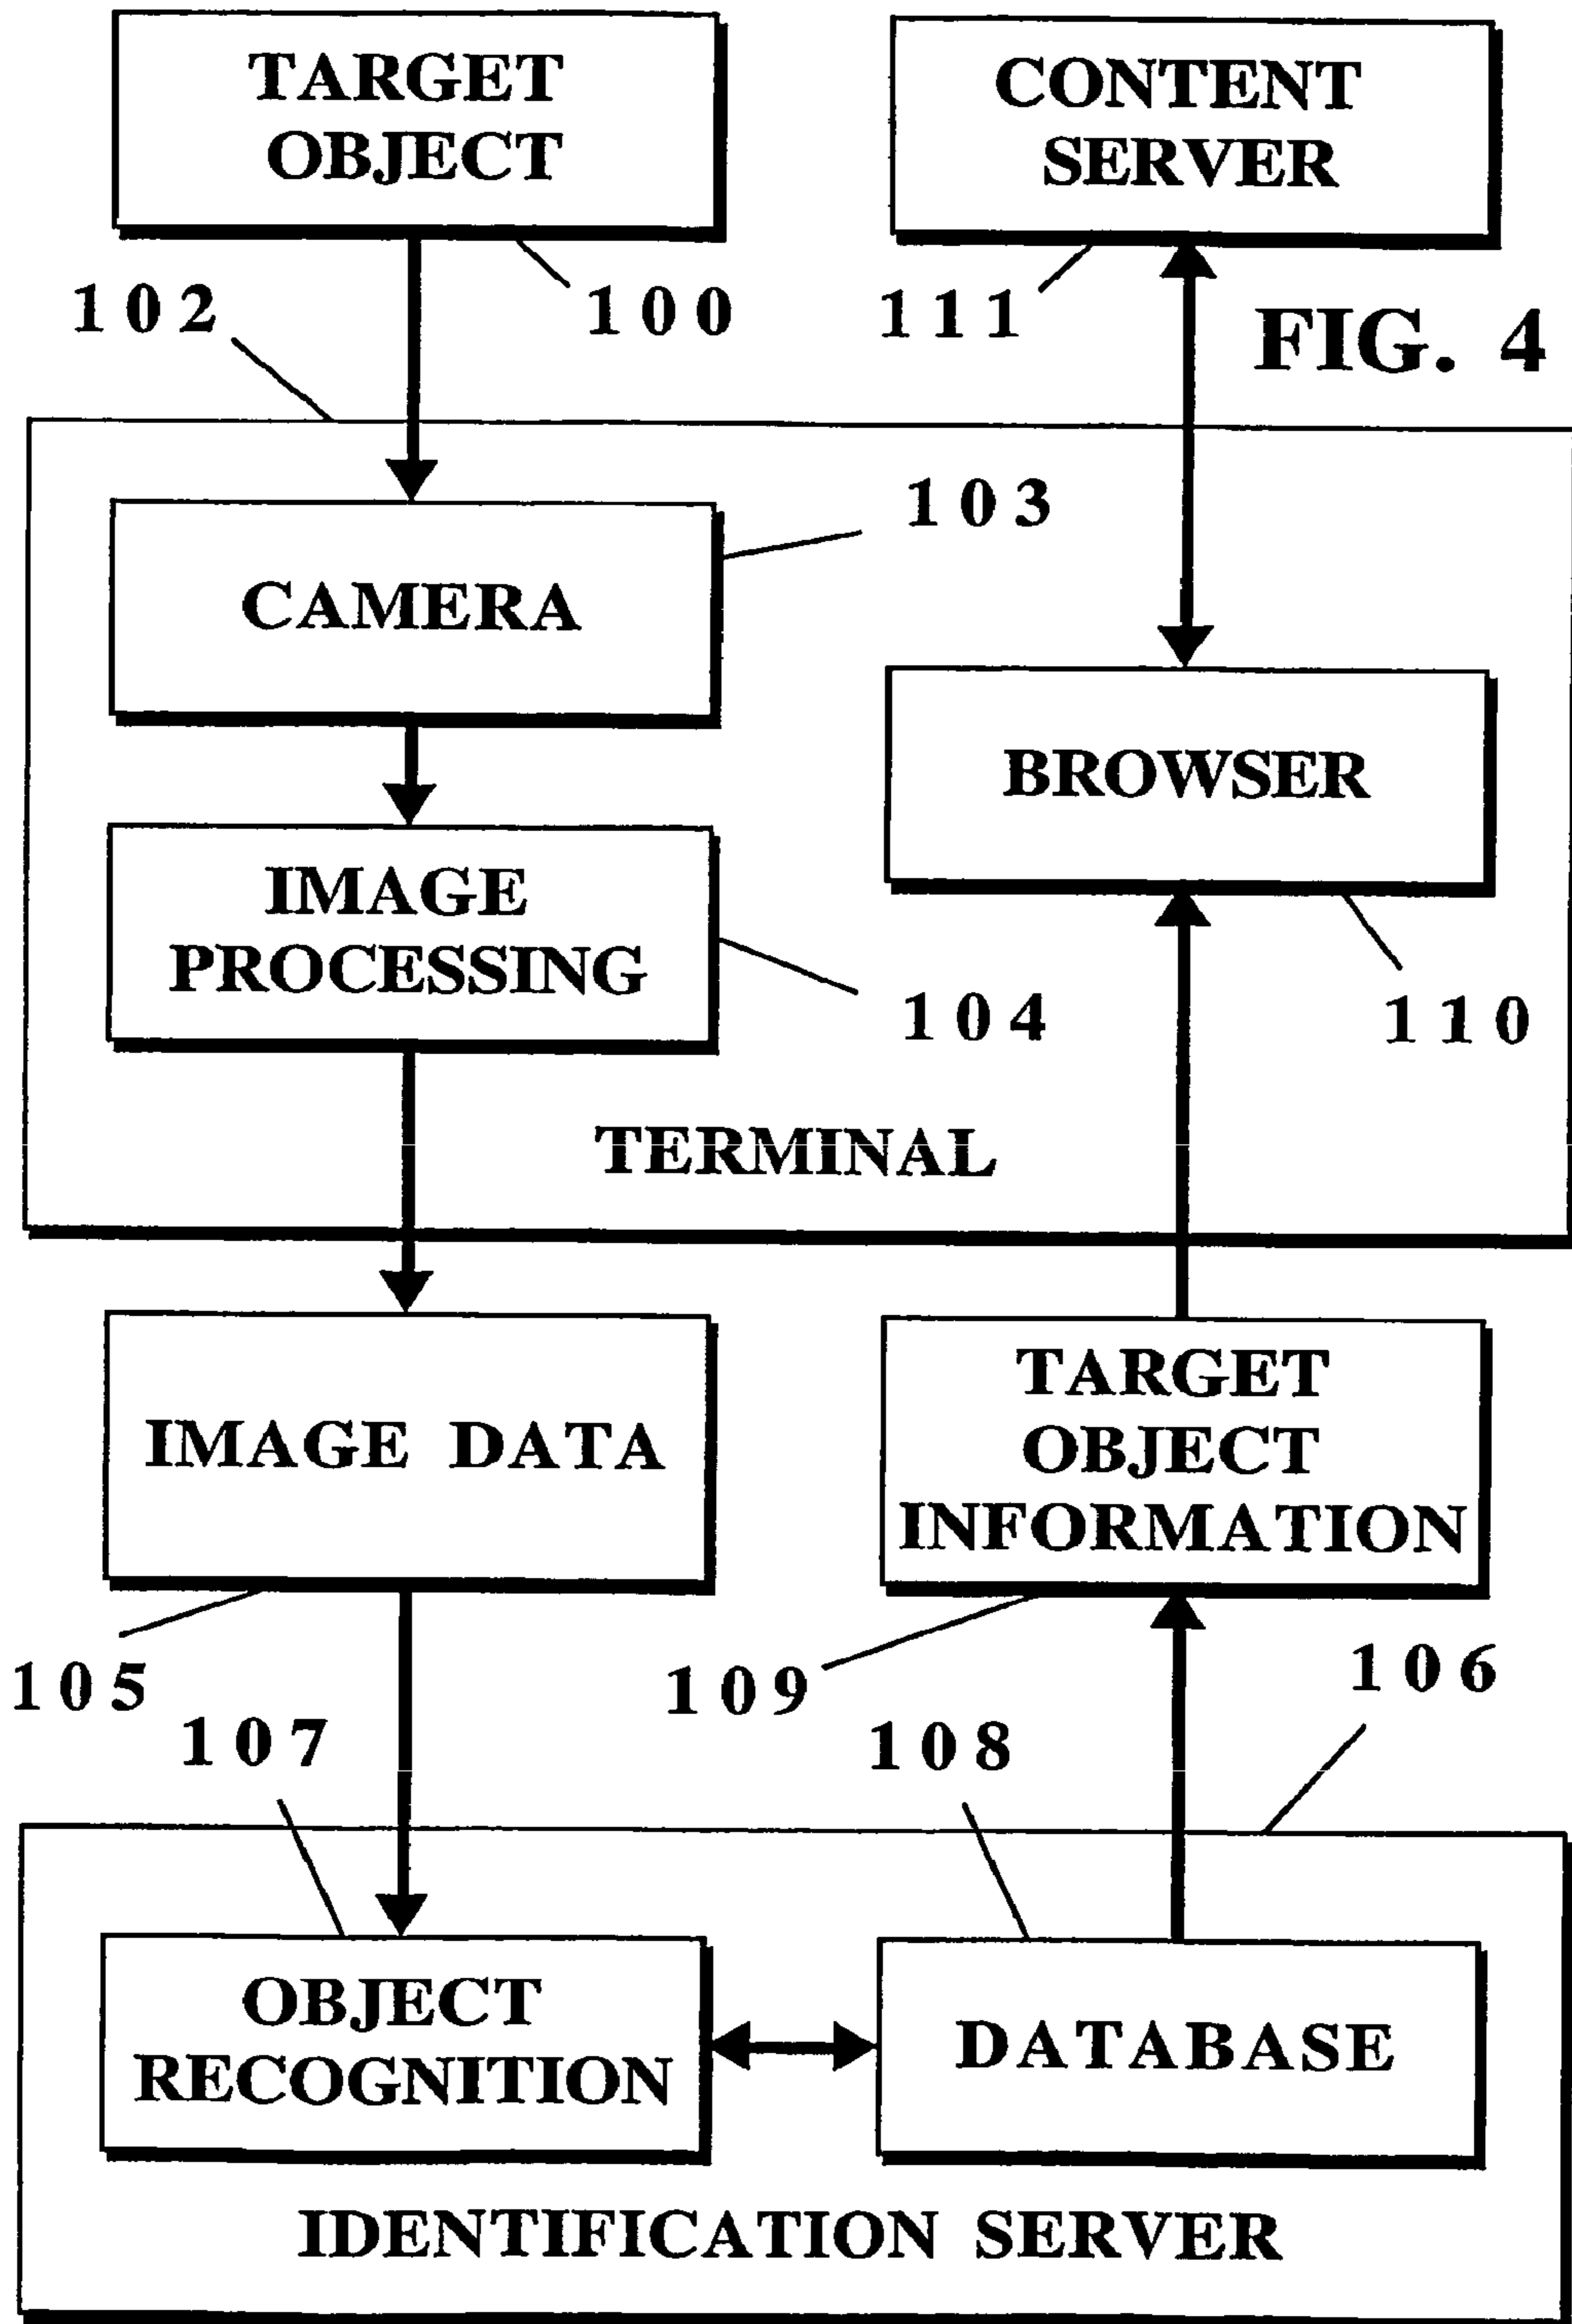 TARGET
OBJECT
CONTENT
SERVER
102
100
111
FIG. 4
103
CAMERA
BROWSER
IMAGE
PROCESSING
104
110
TERMINAL
IMAGE DATA
TARGET
OBJECT
INFORMATION
105
109
106
107
108
OBJECT
RECOGNITION
DATABASE
IDENTIFICATION SERVER